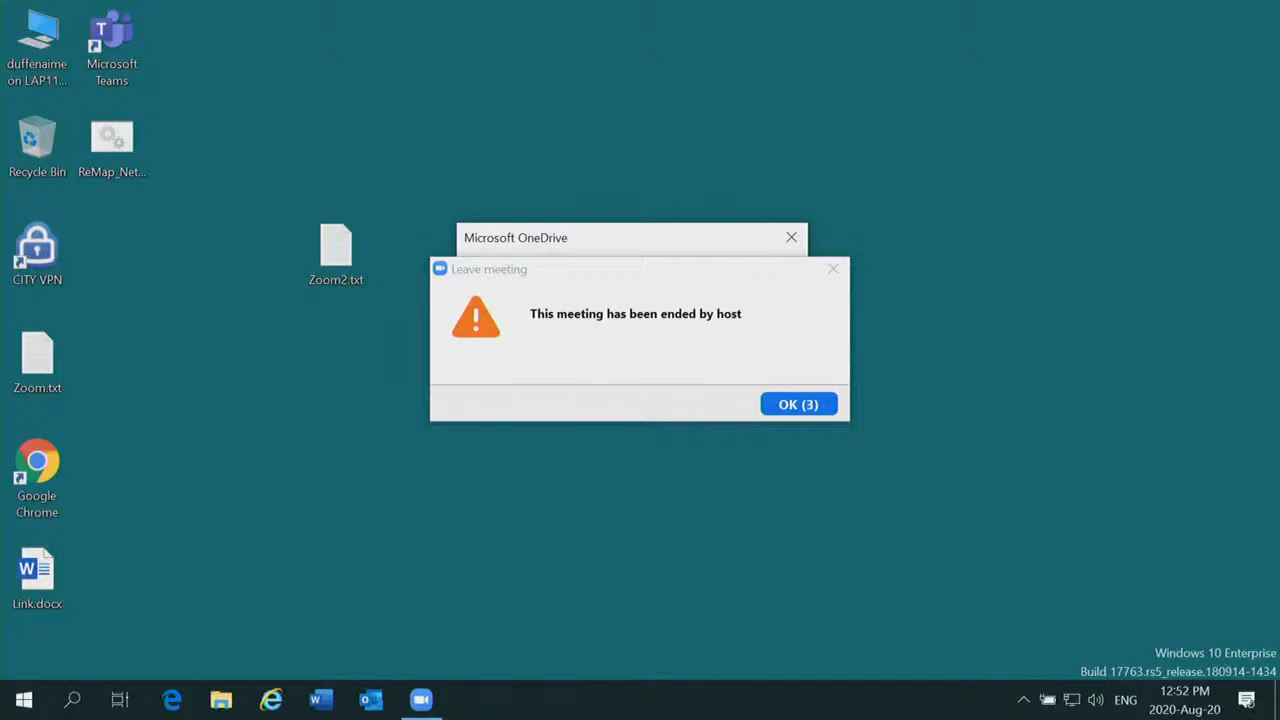 duffenaime
on LAP11...
Microsoft
Teams
Recycle Bin
ReMap_Net...
CITY VPN
Zoom2.txt
Zoom.txt
Google
Chrome
Link.docx
Microsoft OneDrive
Leave meeting
This meeting has been ended by host
OK (3)
Windows 10 Enterprise
Build 17763.rs5_release.180914-1434
ENG
12:52 PM
2020-Aug-20